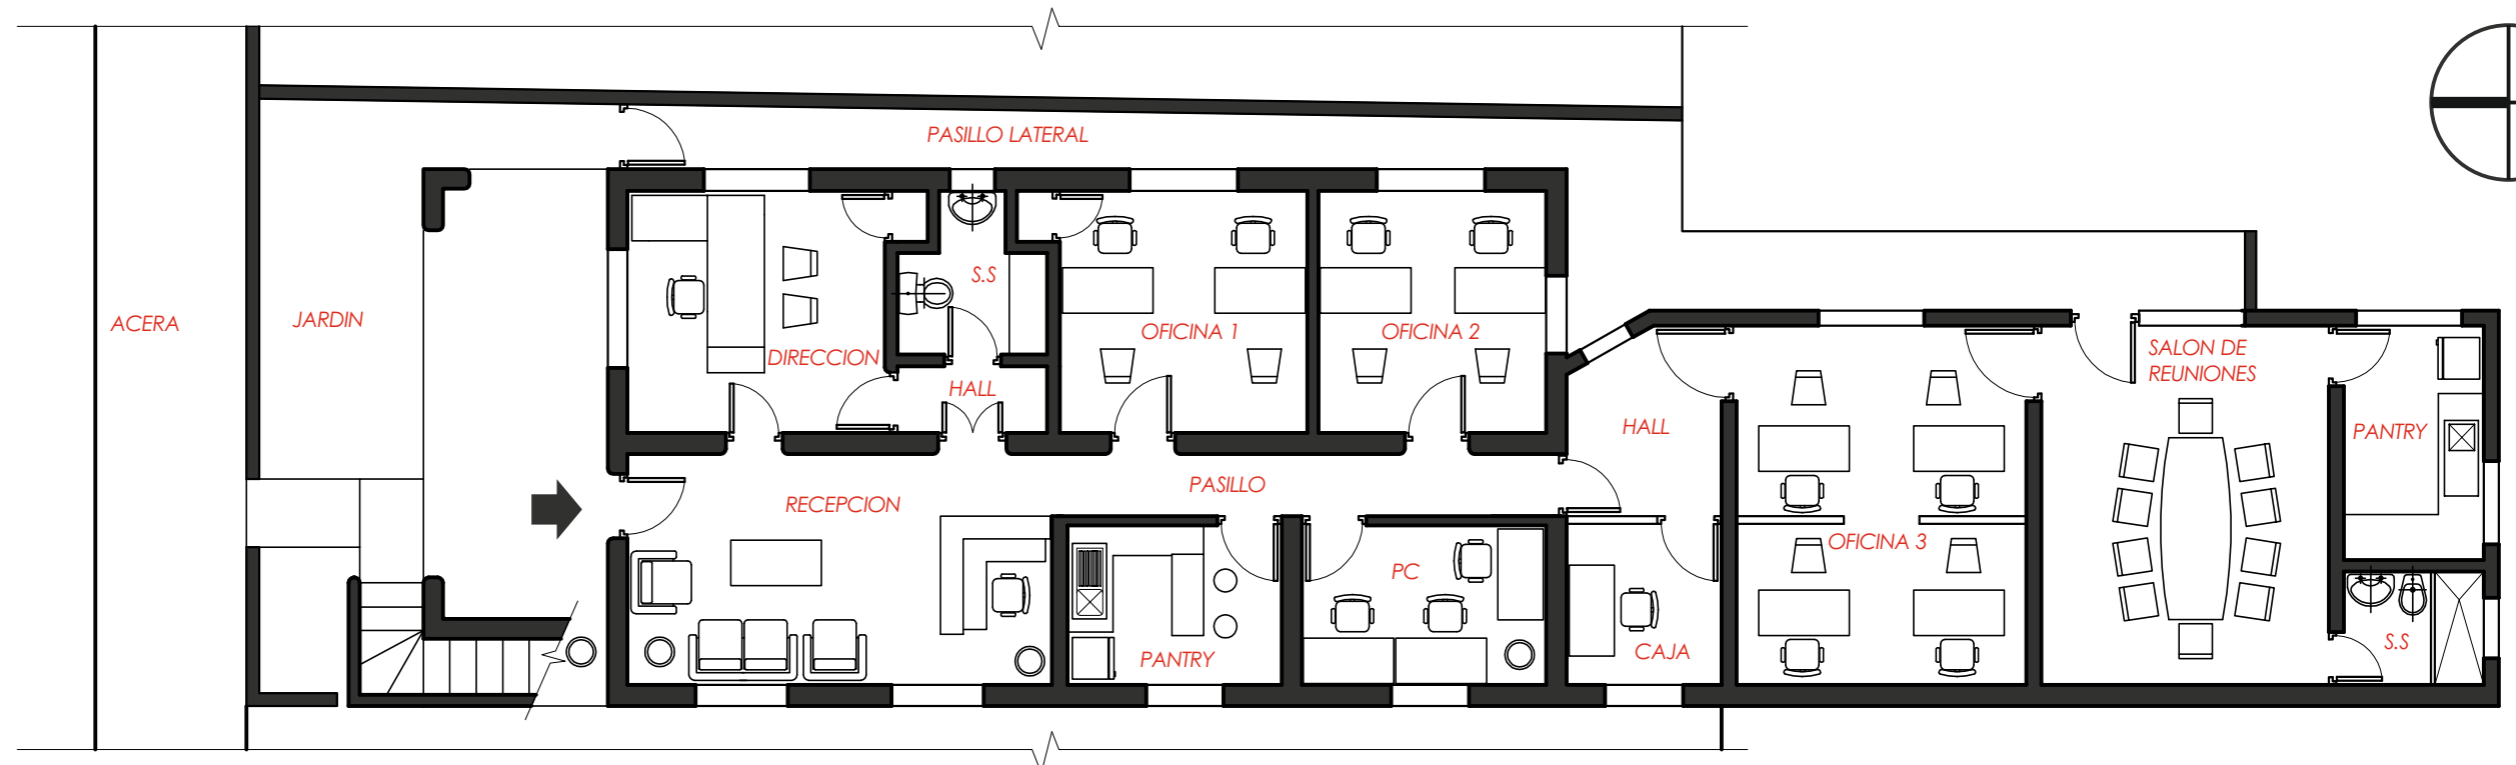 PASILLO LATERAL
ACERA
JARDIN
S.S
OFICINA 1
OFICINA 2
DIRECCION
HALL
SALON DE
REUNIONES
HALL
PANTRY
RECEPCION
PASILLO
OFICINA 3
PC
PANTRY
CAJA
S.S